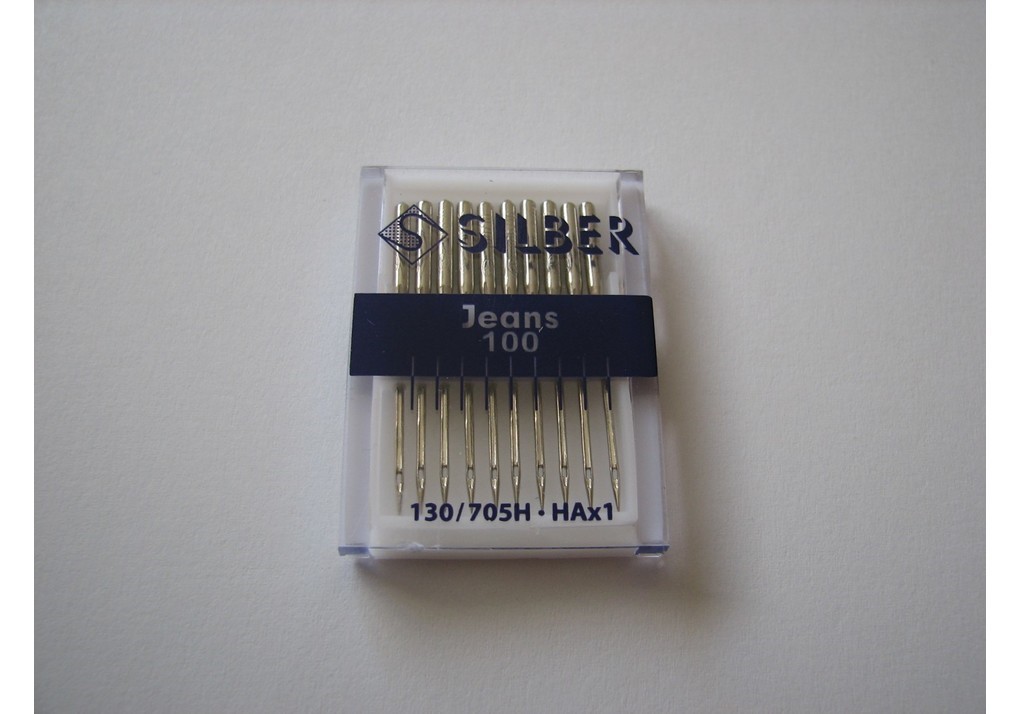 S SILBER
Jeans
100
130/705H · HAx1